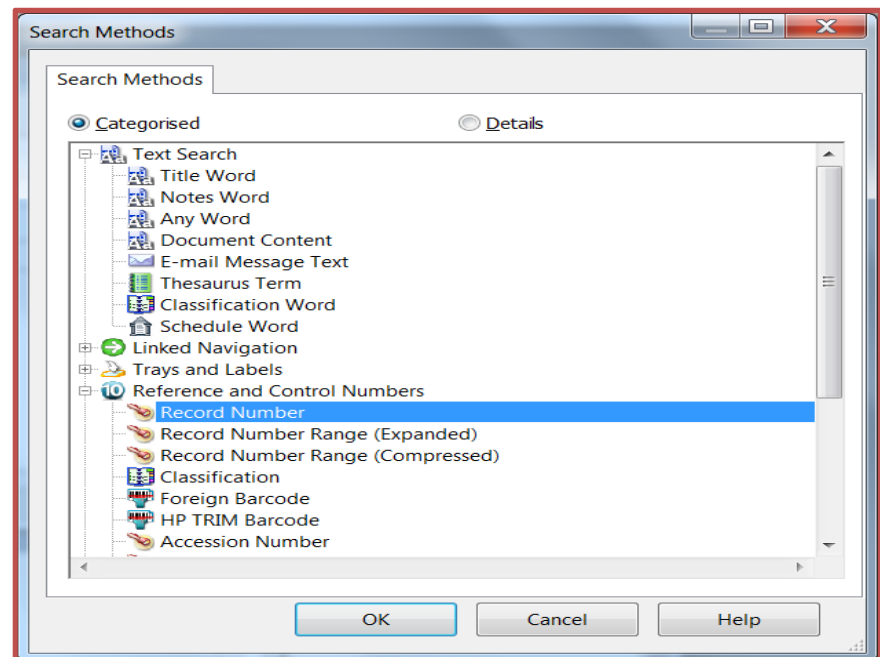 Search Methods
Search Methods
Categorised Details
Text Search
Title Word
Notes Word
Any Word
Document Content
E-mail Message Text
Thesaurus Term
Classification Word
Schedule Word
Linked Navigation
Trays and Labels
10 Reference and Control Numbers
Record Number
Record Number Range (Expanded)
Record Number Range (Compressed)
Classification
Foreign Barcode
HP TRIM Barcode
Accession Number
OK Cancel Help